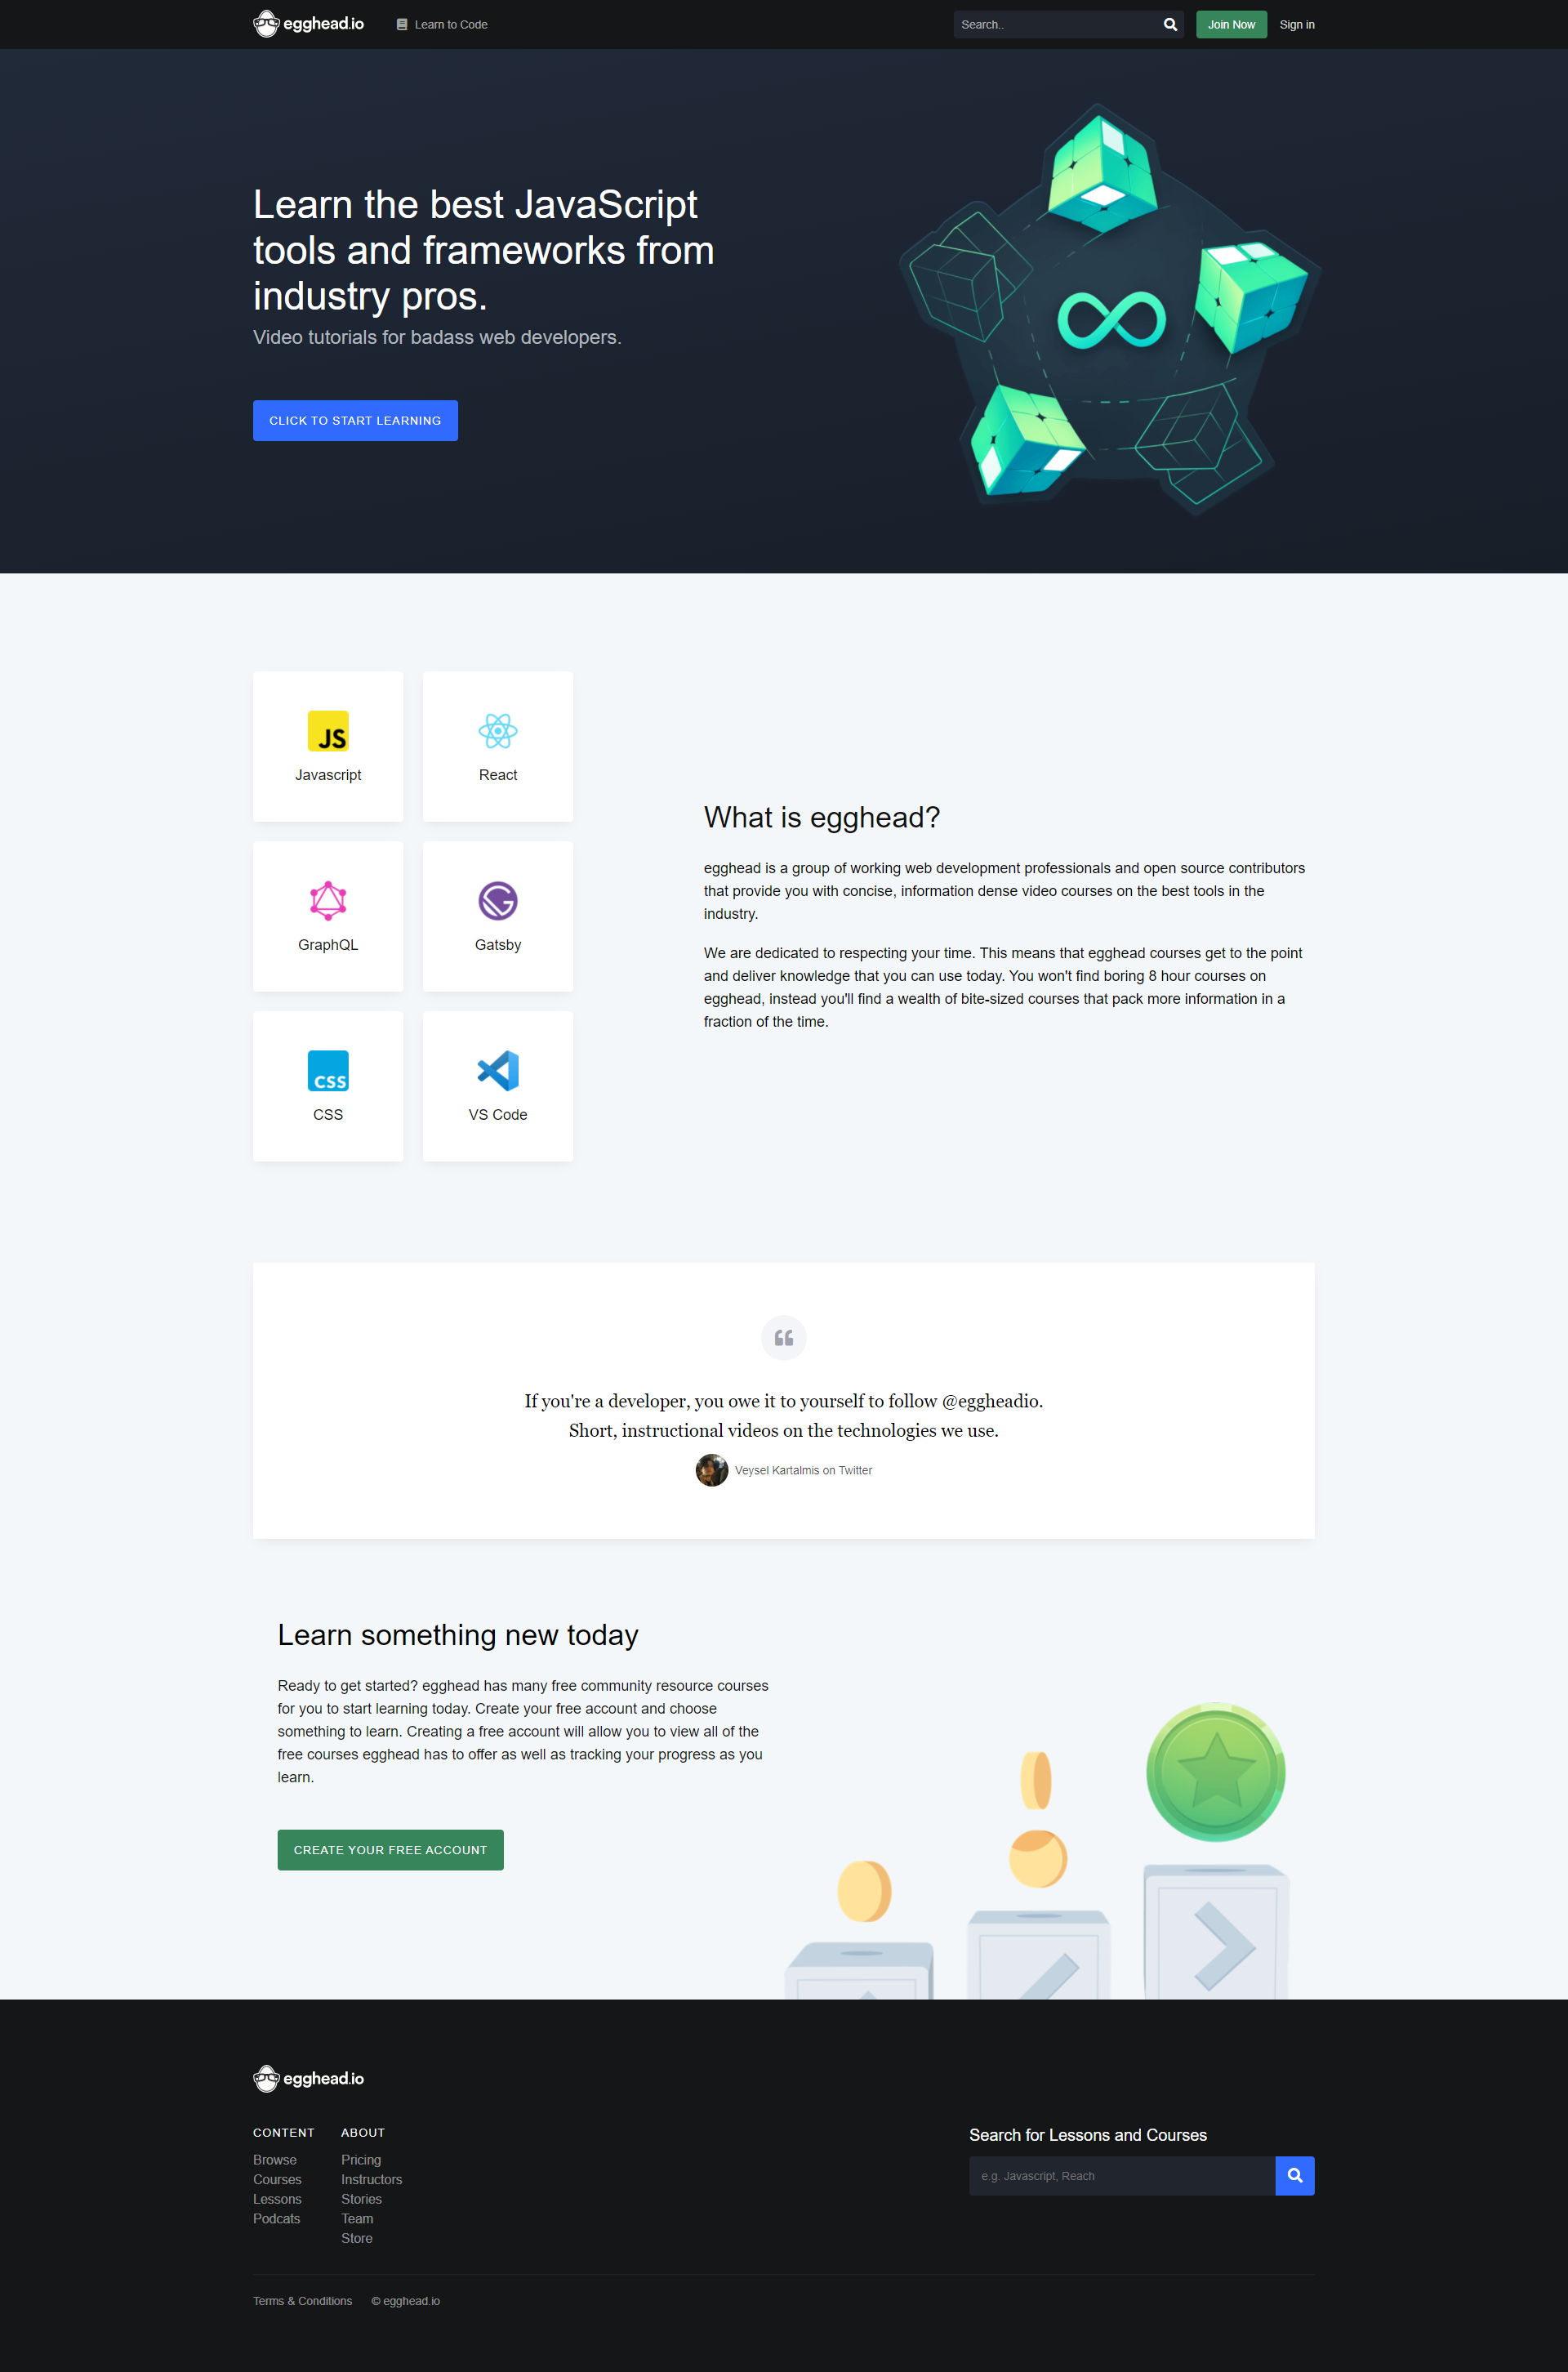 egghead.io
Learn to Code
Search..
Join Now
Sign in
Learn the best JavaScript
tools and frameworks from
industry pros.
Video tutorials for badass web developers.
CLICK TO START LEARNING
JS
Javascript
React
GraphQL
Gatsby
CSS
CSS
VS Code
What is egghead?
egghead is a group of working web development professionals and open source contributors
that provide you with concise, information dense video courses on the best tools in the
industry.
We are dedicated to respecting your time. This means that egghead courses get to the point
and deliver knowledge that you can use today. You won't find boring 8 hour courses on
egghead, instead you'll find a wealth of bite-sized courses that pack more information in a
fraction of the time.
If you're a developer, you owe it to yourself to follow @eggheadio.
Short, instructional videos on the technologies we use.
Veysel Kartalmis on Twitter
Learn something new today
Ready to get started? egghead has many free community resource courses
for you to start learning today. Create your free account and choose
something to learn. Creating a free account will allow you to view all of the
free courses egghead has to offer as well as tracking your progress as you
learn.
CREATE YOUR FREE ACCOUNT
egghead.io
CONTENT
Browse
Courses
Lessons
Podcats
ABOUT
Pricing
Instructors
Stories
Team
Store
Search for Lessons and Courses
e.g. Javascript, Reach
Terms & Conditions
© egghead.io